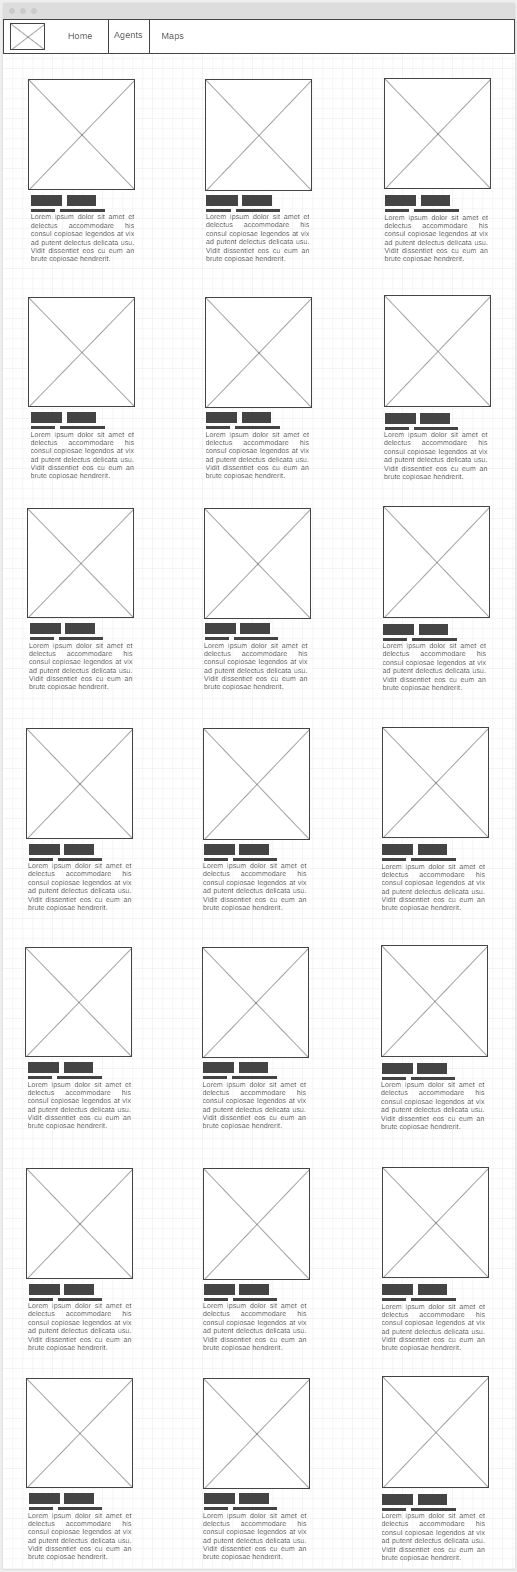 Home
Agents
Maps
Lorem ipsum dolor sit amet et
delectus accommodare his
consul copiosae legendos at vix
ad putent delectus delicata usu.
Vidit dissentiet eos cu eum an
brute copiosae hendrerit.
Lorem ipsum dolor sit amet et
delectus accommodare his
consul copiosae legendos at vix
ad putent delectus delicata usu.
Vidit dissentiet eos cu eum an
brute copiosae hendrerit.
Lorem ipsum dolor sit amet et
delectus accommodare his
consul copiosae legendos at vix
ad putent delectus delicata usu.
Vidit dissentiet eos cu eum an
brute copiosae hendrerit.
Lorem ipsum dolor sit amet et
delectus accommodare his
consul copiosae legendos at vix
ad putent delectus delicata usu.
Vidit dissentiet eos cu eum an
brute copiosae hendrerit.
Lorem ipsum dolor sit amet et
delectus accommodare his
consul copiosae legendos at vix
ad putent delectus delicata usu.
Vidit dissentiet eos cu eum an
brute copiosae hendrerit.
Lorem ipsum dolor sit amet et
delectus accommodare his
consul copiosae legendos at vix
ad putent delectus delicata usu.
Vidit dissentiet eos cu eum an
brute copiosae hendrerit.
Lorem ipsum dolor sit amet et
delectus accommodare his
consul copiosae legendos at vix
ad putent delectus delicata usu.
Vidit dissentiet eos cu eum an
brute copiosae hendrerit.
Lorem ipsum dolor sit amet et
delectus accommodare his
consul copiosae legendos at vix
ad putent delectus delicata usu.
Vidit dissentiet eos cu eum an
brute copiosae hendrerit.
Lorem ipsum dolor sit amet et
delectus accommodare his
consul copiosae legendos at vix
ad putent delectus delicata usu.
Vidit dissentiet eos cu eum an
brute copiosae hendrerit.
Lorem ipsum dolor sit amet et
delectus accommodare his
consul copiosae legendos at vix
ad putent delectus delicata usu.
Vidit dissentiet eos cu eum an
brute copiosae hendrerit.
Lorem ipsum dolor sit amet et
delectus accommodare his
consul copiosae legendos at vix
ad putent delectus delicata usu.
Vidit dissentiet eos cu eum an
brute copiosae hendrerit.
Lorem ipsum dolor sit amet et
delectus accommodare his
consul copiosae legendos at vix
ad putent delectus delicata usu.
Vidit dissentiet eos cu eum an
brute copiosae hendrerit.
Lorem ipsum dolor sit amet et
delectus accommodare his
consul copiosae legendos at vix
ad putent delectus delicata usu.
Vidit dissentiet eos cu eum an
brute copiosae hendrerit.
Lorem ipsum dolor sit amet et
delectus accommodare his
consul copiosae legendos at vix
ad putent delectus delicata usu.
Vidit dissentiet eos cu eum an
brute copiosae hendrerit.
Lorem ipsum dolor sit amet et
delectus accommodare his
consul copiosae legendos at vix
ad putent delectus delicata usu.
Vidit dissentiet eos cu eum an
brute copiosae hendrerit.
Lorem ipsum dolor sit amet et
delectus accommodare his
consul copiosae legendos at vix
ad putent delectus delicata usu.
Vidit dissentiet eos cu eum an
brute copiosae hendrerit.
Lorem ipsum dolor sit amet et
delectus accommodare his
consul copiosae legendos at vix
ad putent delectus delicata usu.
Vidit dissentiet eos cu eum an
brute copiosae hendrerit.
Lorem ipsum dolor sit amet et
delectus accommodare his
consul copiosae legendos at vix
ad putent delectus delicata usu.
Vidit dissentiet eos cu eum an
brute copiosae hendrerit.
Lorem ipsum dolor sit amet et
delectus accommodare his
consul copiosae legendos at vix
ad putent delectus delicata usu.
Vidit dissentiet eos cu eum an
brute copiosae hendrerit.
Lorem ipsum dolor sit amet et
delectus accommodare his
consul copiosae legendos at vix
ad putent delectus delicata usu.
Vidit dissentiet eos cu eum an
brute copiosae hendrerit.
Lorem ipsum dolor sit amet et
delectus accommodare his
consul copiosae legendos at vix
ad putent delectus delicata usu.
Vidit dissentiet eos cu eum an
brute copiosae hendrerit.